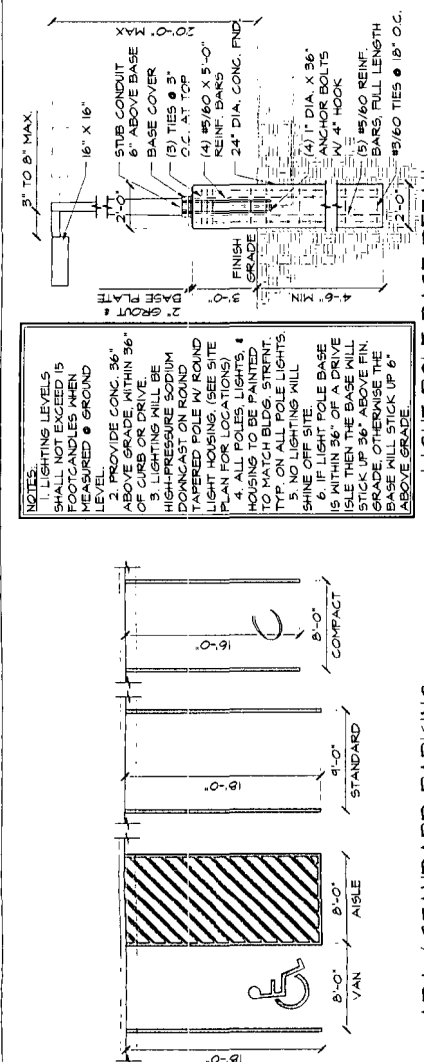 NOTES:
1. LIGHTING LEVELS
SHALL NOT EXCEED 15
FOOTCANDLES WHEN
MEASURED @ GROUND
LEVEL.
2. PROVIDE CONC. 36"
ABOVE GRADE, WITHIN 36"
OF CURB OR DRIVE.
3. LIGHTING WILL BE
HIGH-PRESSURE SODIUM
DOWNCAST ON ROUND
TAPERED POLE W/ ROUND
LIGHT HOUSING, (SEE SITE
PLAN FOR LOCATIONS)
4. ALL POLES, LIGHTS, &
HOUSING TO BE PAINTED
TO MATCH BLDG. STRFNT.
TYP. ON ALL POLE LIGHTS.
5. NO LIGHTING WILL
SHINE OFF SITE.
6. IF LIGHT POLE BASE
IS WITHIN 36" OF A DRIVE
ISLE THEN THE BASE WILL
STICK UP 36" ABOVE FIN.
GRADE, OTHERWISE THE
BASE WILL STICK UP 6"
ABOVE GRADE.
3" TO 8" MAX.
16" X 16"
20'-0" MAX
2'-0"
STUB CONDUIT
6" ABOVE BASE
BASE COVER
(3) TIES @ 3"
O.C. AT TOP
(4) #5/60 X 5'-0"
REINF. BARS
24" DIA. CONC. FND.
(4) 1" DIA. X 36"
ANCHOR BOLTS
W/ 4" HOOK
(5) #5/60 REINF.
BARS, FULL LENGTH
#3/60 TIES @ 18" O.C.
2" GROUT &
BASE PLATE
3'-0"
FINISH
GRADE
4'-6" MIN.
2'-0"
LIGHT POLE BASE DETAIL
18'-0"
8'-0"
VAN
8'-0"
AISLE
18'-0"
9'-0"
STANDARD
16'-0"
C
8'-0"
COMPACT
ADA / STANDARD PARKING